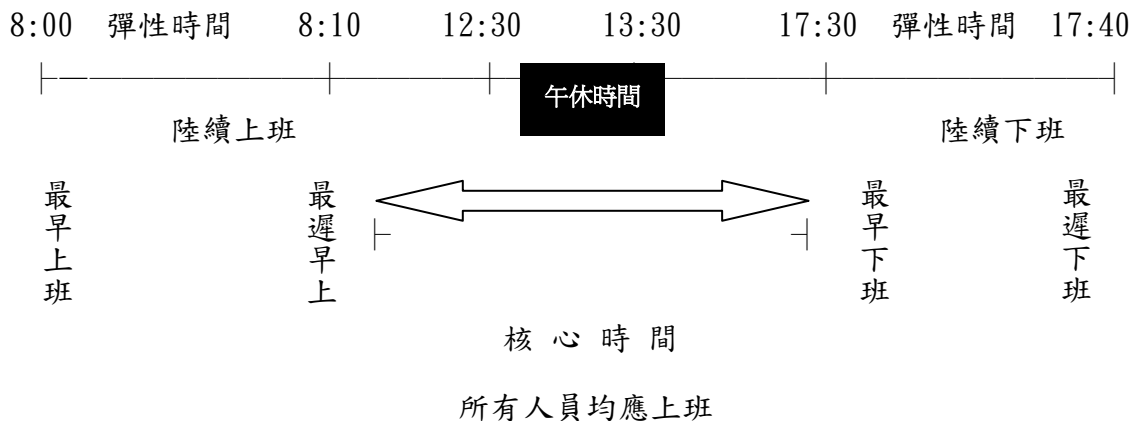 8:00 彈性時間 8:10 12:30 13:30 17:30 彈性時間 17:40
午休時間
陸續上班 陸續下班
最早上班
最遲早上
最早下班
最遲下班
核 心 時 間
所有人員均應上班